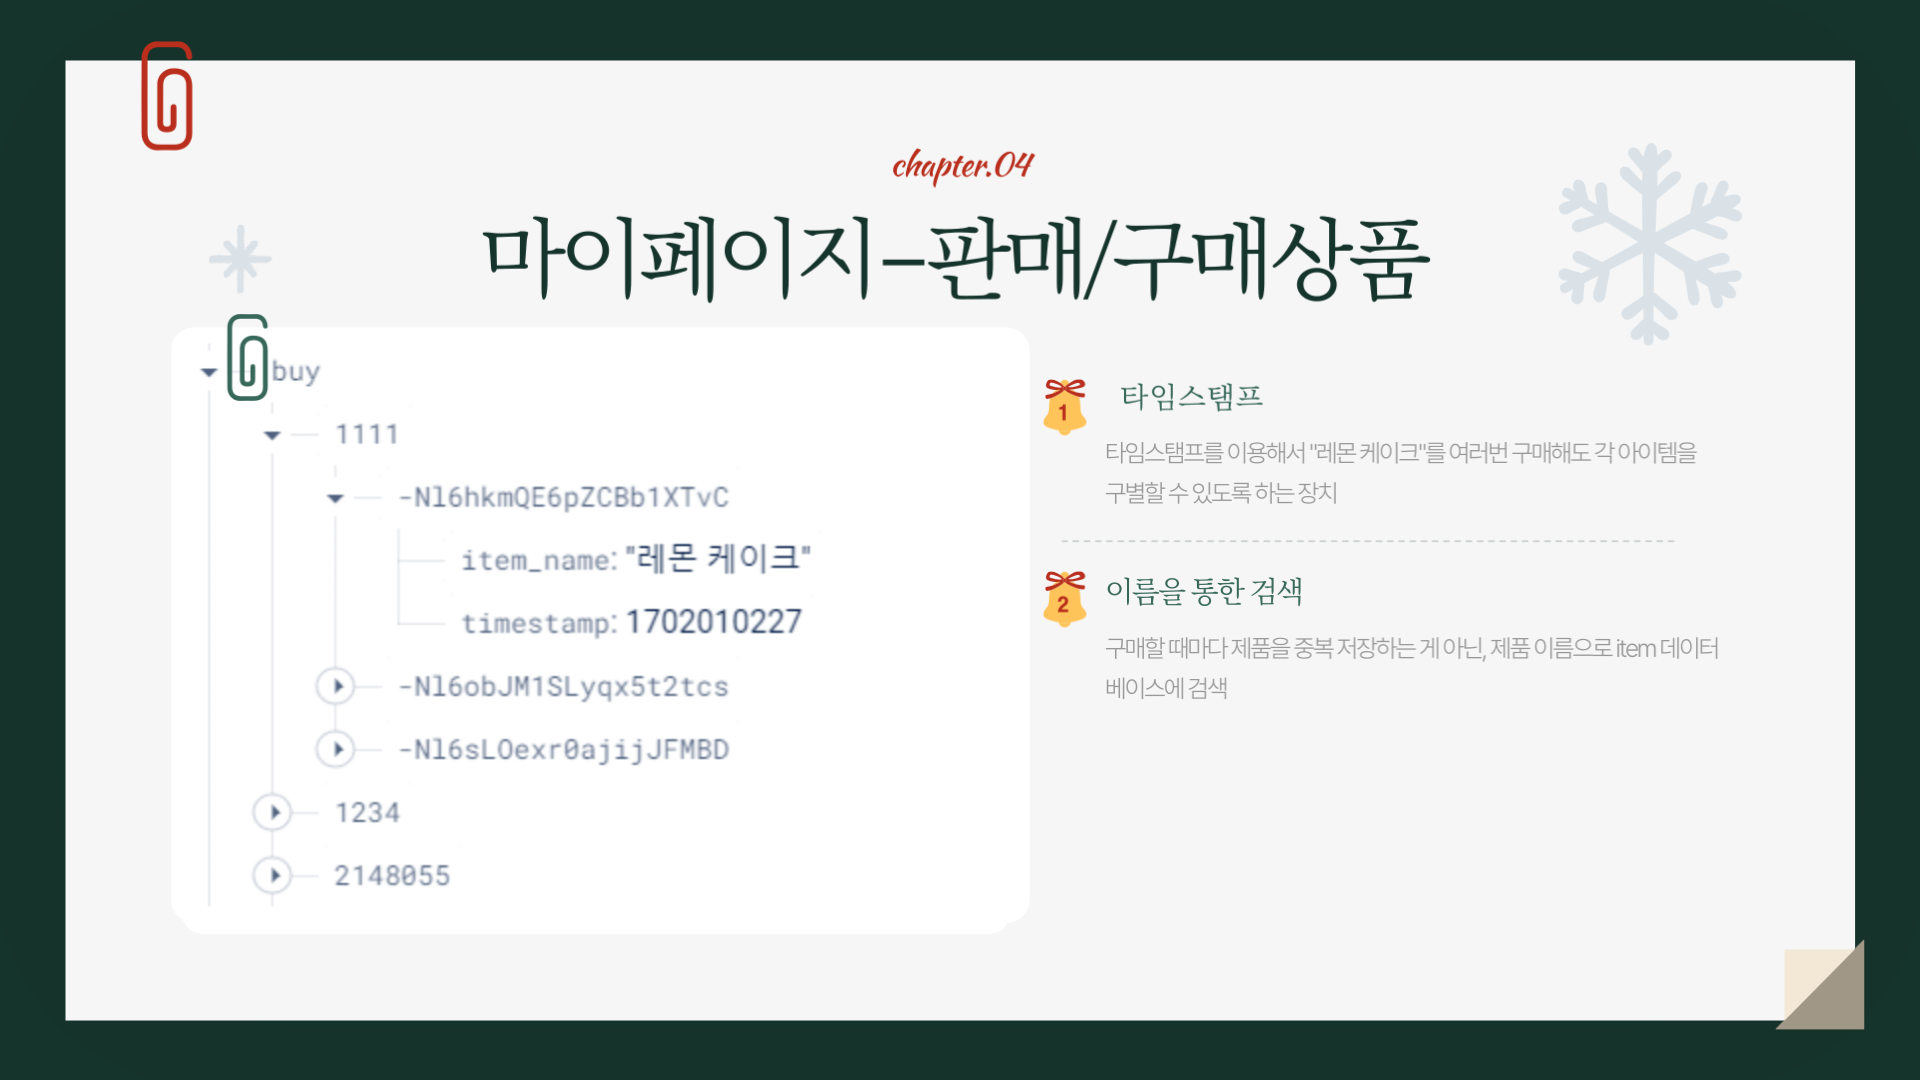 chapter.04
마이페이지-판매/구매상품
buy
1111
-Nl6hkmQE6pZCBb1XTvC
item_name: "레몬 케이크"
timestamp: 1702010227
-Nl6obJM1SLyqx5t2tcs
-Nl6sLOexr0ajijJFMBD
1234
2148055
1 타임스탬프
타임스탬프를 이용해서 "레몬 케이크"를 여러번 구매해도 각 아이템을
구별할 수 있도록 하는 장치
2 이름을 통한 검색
구매할 때마다 제품을 중복 저장하는 게 아닌, 제품 이름으로 item 데이터
베이스에 검색